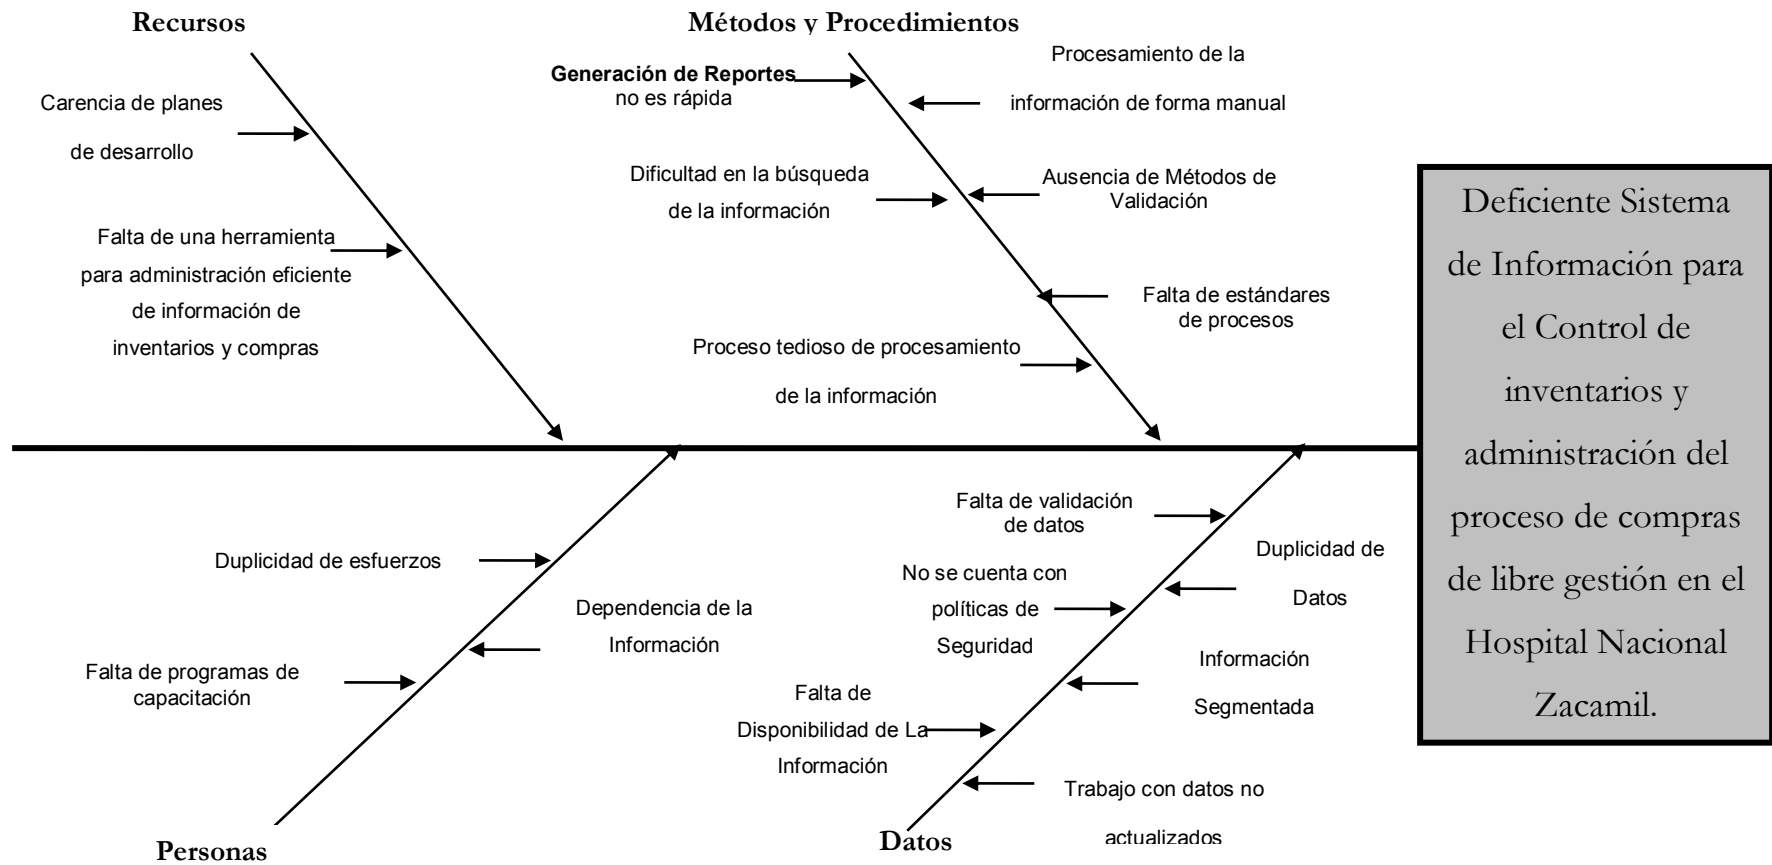 Recursos
Carencia de planes
de desarrollo
Falta de una herramienta
para administración eficiente
de información de
inventarios y compras
Métodos y Procedimientos
Generación de Reportes
no es rápida
Procesamiento de la
información de forma manual
Dificultad en la búsqueda
de la información
Ausencia de Métodos de
Validación
Falta de estándares
de procesos
Proceso tedioso de procesamiento
de la información
Duplicidad de esfuerzos
Dependencia de la
Información
Falta de programas de
capacitación
Personas
Falta de validación
de datos
Duplicidad de
Datos
No se cuenta con
políticas de
Seguridad
Información
Segmentada
Falta de
Disponibilidad de La
Información
Trabajo con datos no
actualizados
Datos
Deficiente Sistema
de Información para
el Control de
inventarios y
administración del
proceso de compras
de libre gestión en el
Hospital Nacional
Zacamil.